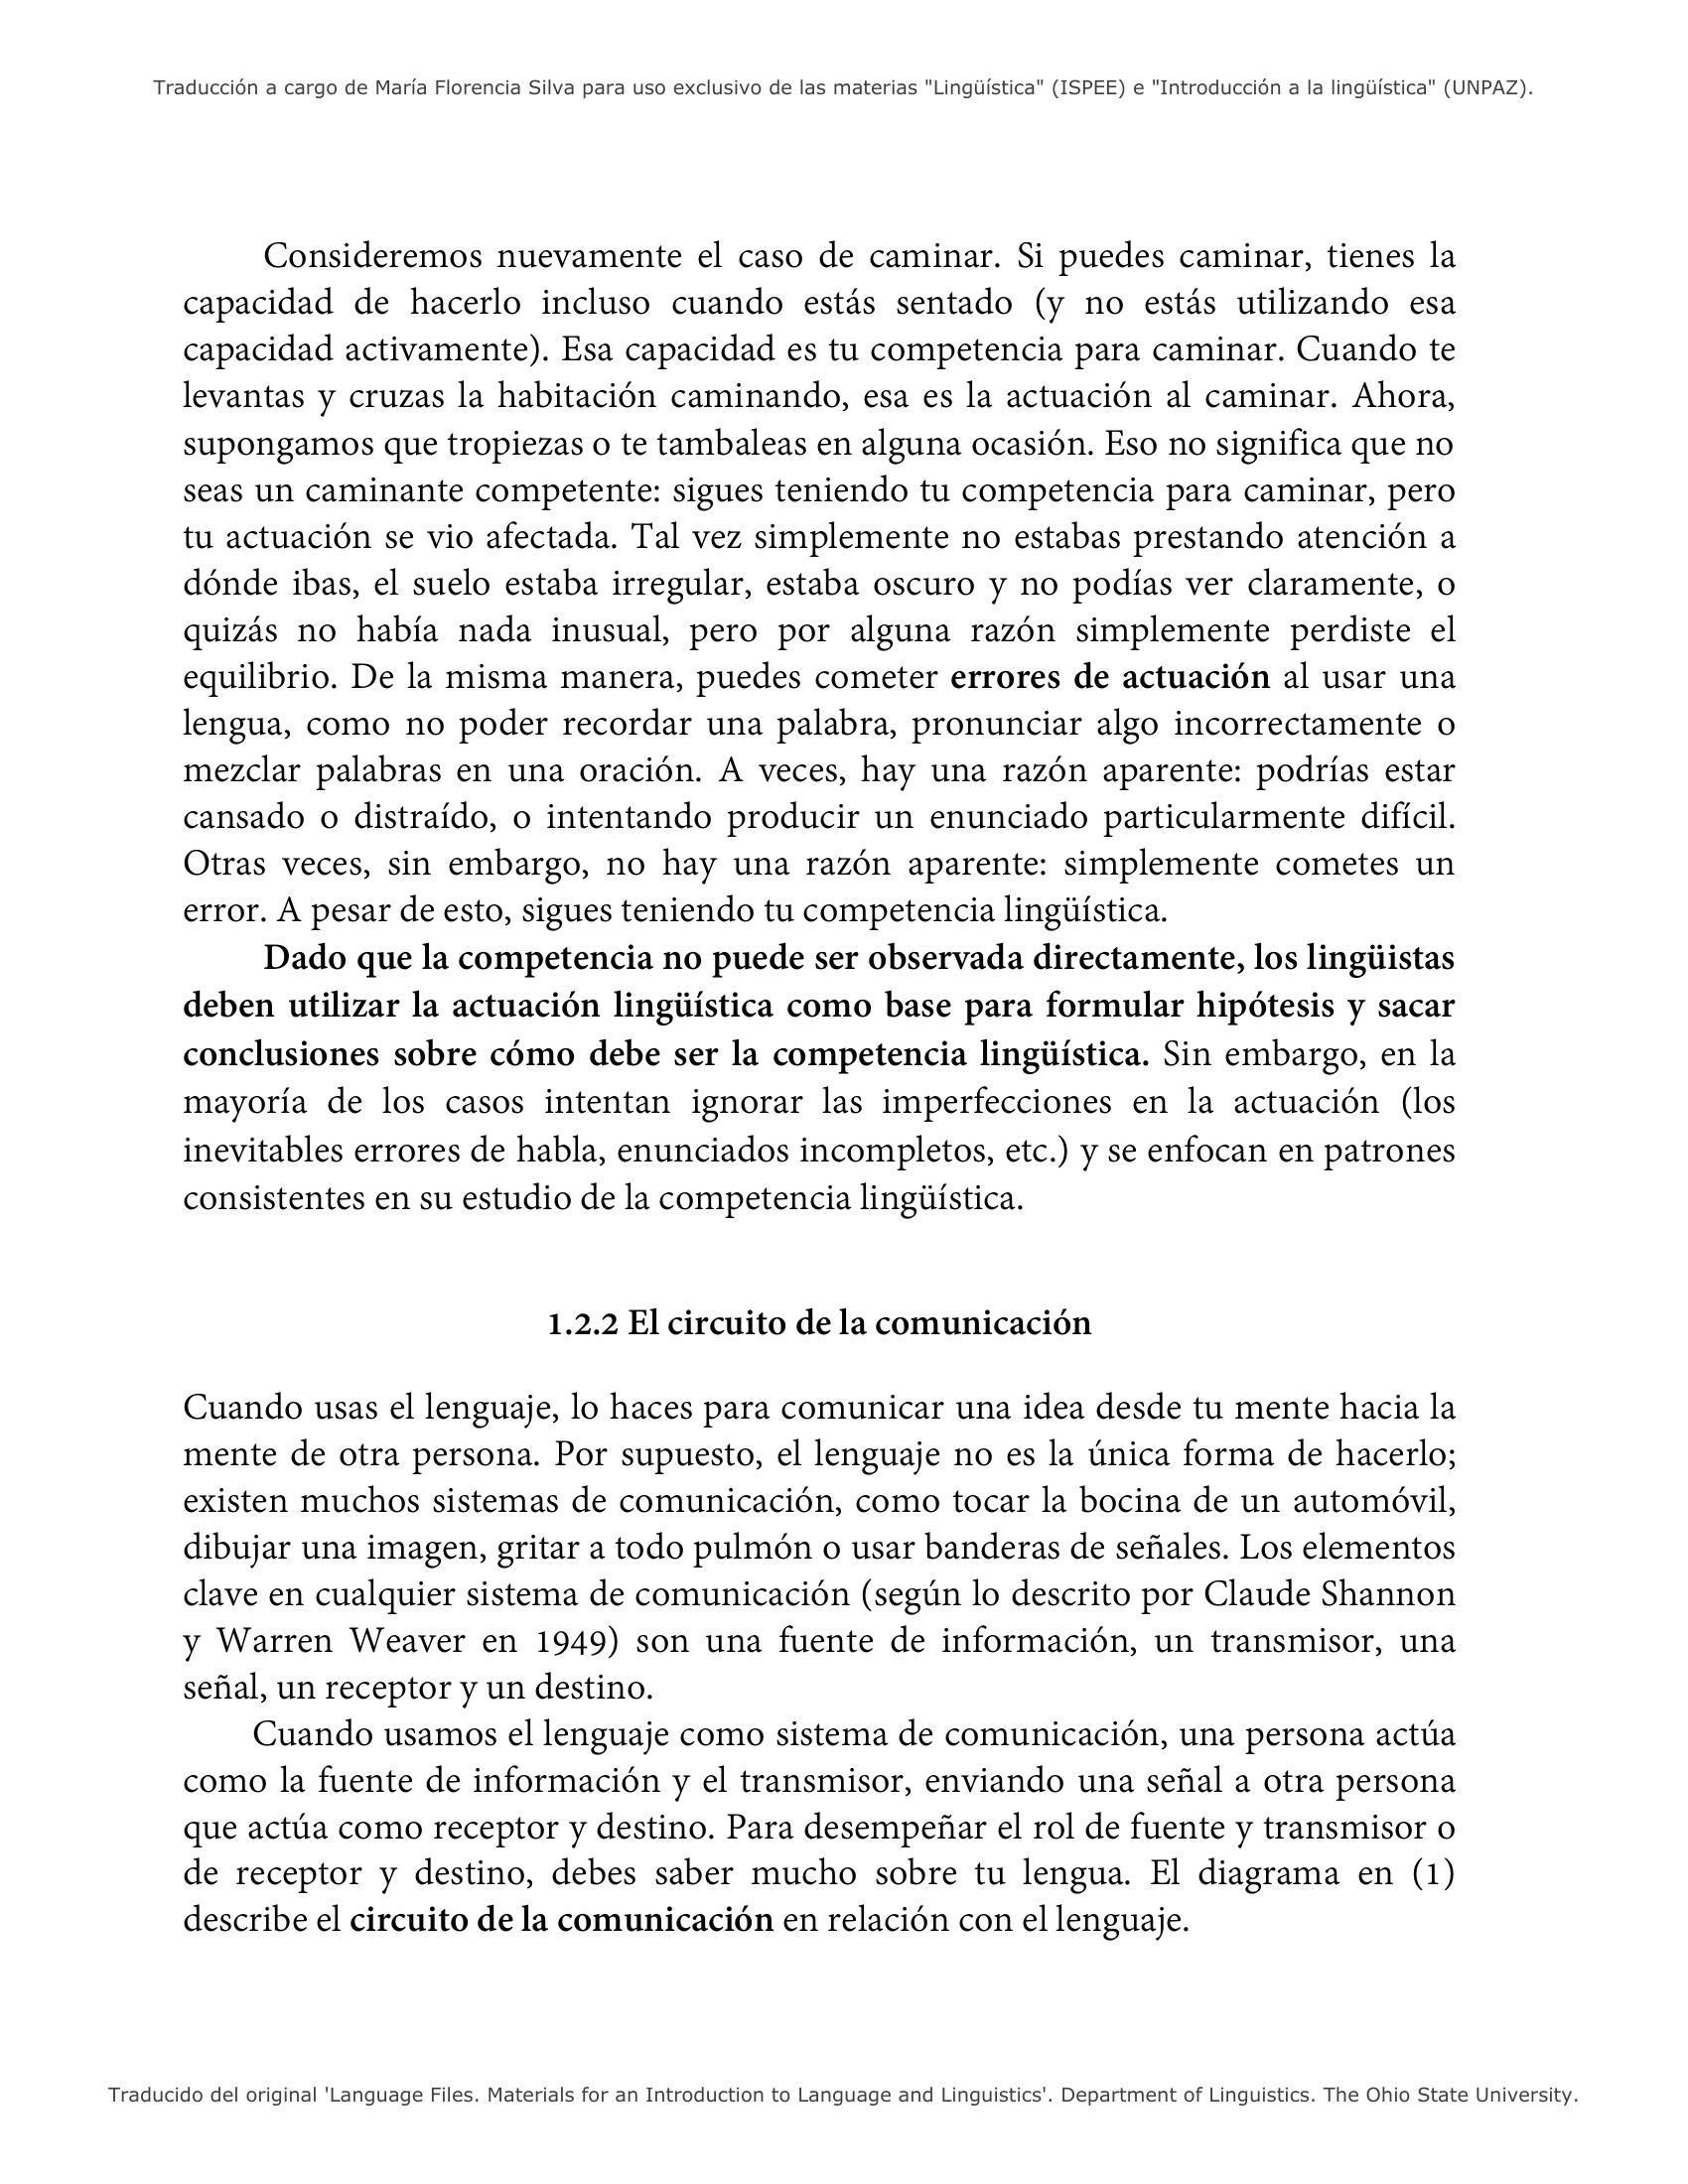 Traducción a cargo de María Florencia Silva para uso exclusivo de las materias "Lingüística" (ISPEE) e "Introducción a la lingüística" (UNPAZ).
Consideremos nuevamente el caso de caminar. Si puedes caminar, tienes la
capacidad de hacerlo incluso cuando estás sentado (y no estás utilizando esa
capacidad activamente). Esa capacidad es tu competencia para caminar. Cuando te
levantas y cruzas la habitación caminando, esa es la actuación al caminar. Ahora,
supongamos que tropiezas o te tambaleas en alguna ocasión. Eso no significa que no
seas un caminante competente: sigues teniendo tu competencia para caminar, pero
tu actuación se vio afectada. Tal vez simplemente no estabas prestando atención a
dónde ibas, el suelo estaba irregular, estaba oscuro y no podías ver claramente, o
quizás no había nada inusual, pero por alguna razón simplemente perdiste el
equilibrio. De la misma manera, puedes cometer errores de actuación al usar una
lengua, como no poder recordar una palabra, pronunciar algo incorrectamente o
mezclar palabras en una oración. A veces, hay una razón aparente: podrías estar
cansado o distraído, o intentando producir un enunciado particularmente difícil.
Otras veces, sin embargo, no hay una razón aparente: simplemente cometes un
error. A pesar de esto, sigues teniendo tu competencia lingüística.
Dado que la competencia no puede ser observada directamente, los lingüistas
deben utilizar la actuación lingüística como base para formular hipótesis y sacar
conclusiones sobre cómo debe ser la competencia lingüística. Sin embargo, en la
mayoría de los casos intentan ignorar las imperfecciones en la actuación (los
inevitables errores de habla, enunciados incompletos, etc.) y se enfocan en patrones
consistentes en su estudio de la competencia lingüística.
1.2.2 El circuito de la comunicación
Cuando usas el lenguaje, lo haces para comunicar una idea desde tu mente hacia la
mente de otra persona. Por supuesto, el lenguaje no es la única forma de hacerlo;
existen muchos sistemas de comunicación, como tocar la bocina de un automóvil,
dibujar una imagen, gritar a todo pulmón o usar banderas de señales. Los elementos
clave en cualquier sistema de comunicación (según lo descrito por Claude Shannon
y Warren Weaver en 1949) son una fuente de información, un transmisor, una
señal, un receptor y un destino.
Cuando usamos el lenguaje como sistema de comunicación, una persona actúa
como la fuente de información y el transmisor, enviando una señal a otra persona
que actúa como receptor y destino. Para desempeñar el rol de fuente y transmisor o
de receptor y destino, debes saber mucho sobre tu lengua. El diagrama en (1)
describe el circuito de la comunicación en relación con el lenguaje.
Traducido del original 'Language Files. Materials for an Introduction to Language and Linguistics'. Department of Linguistics. The Ohio State University.